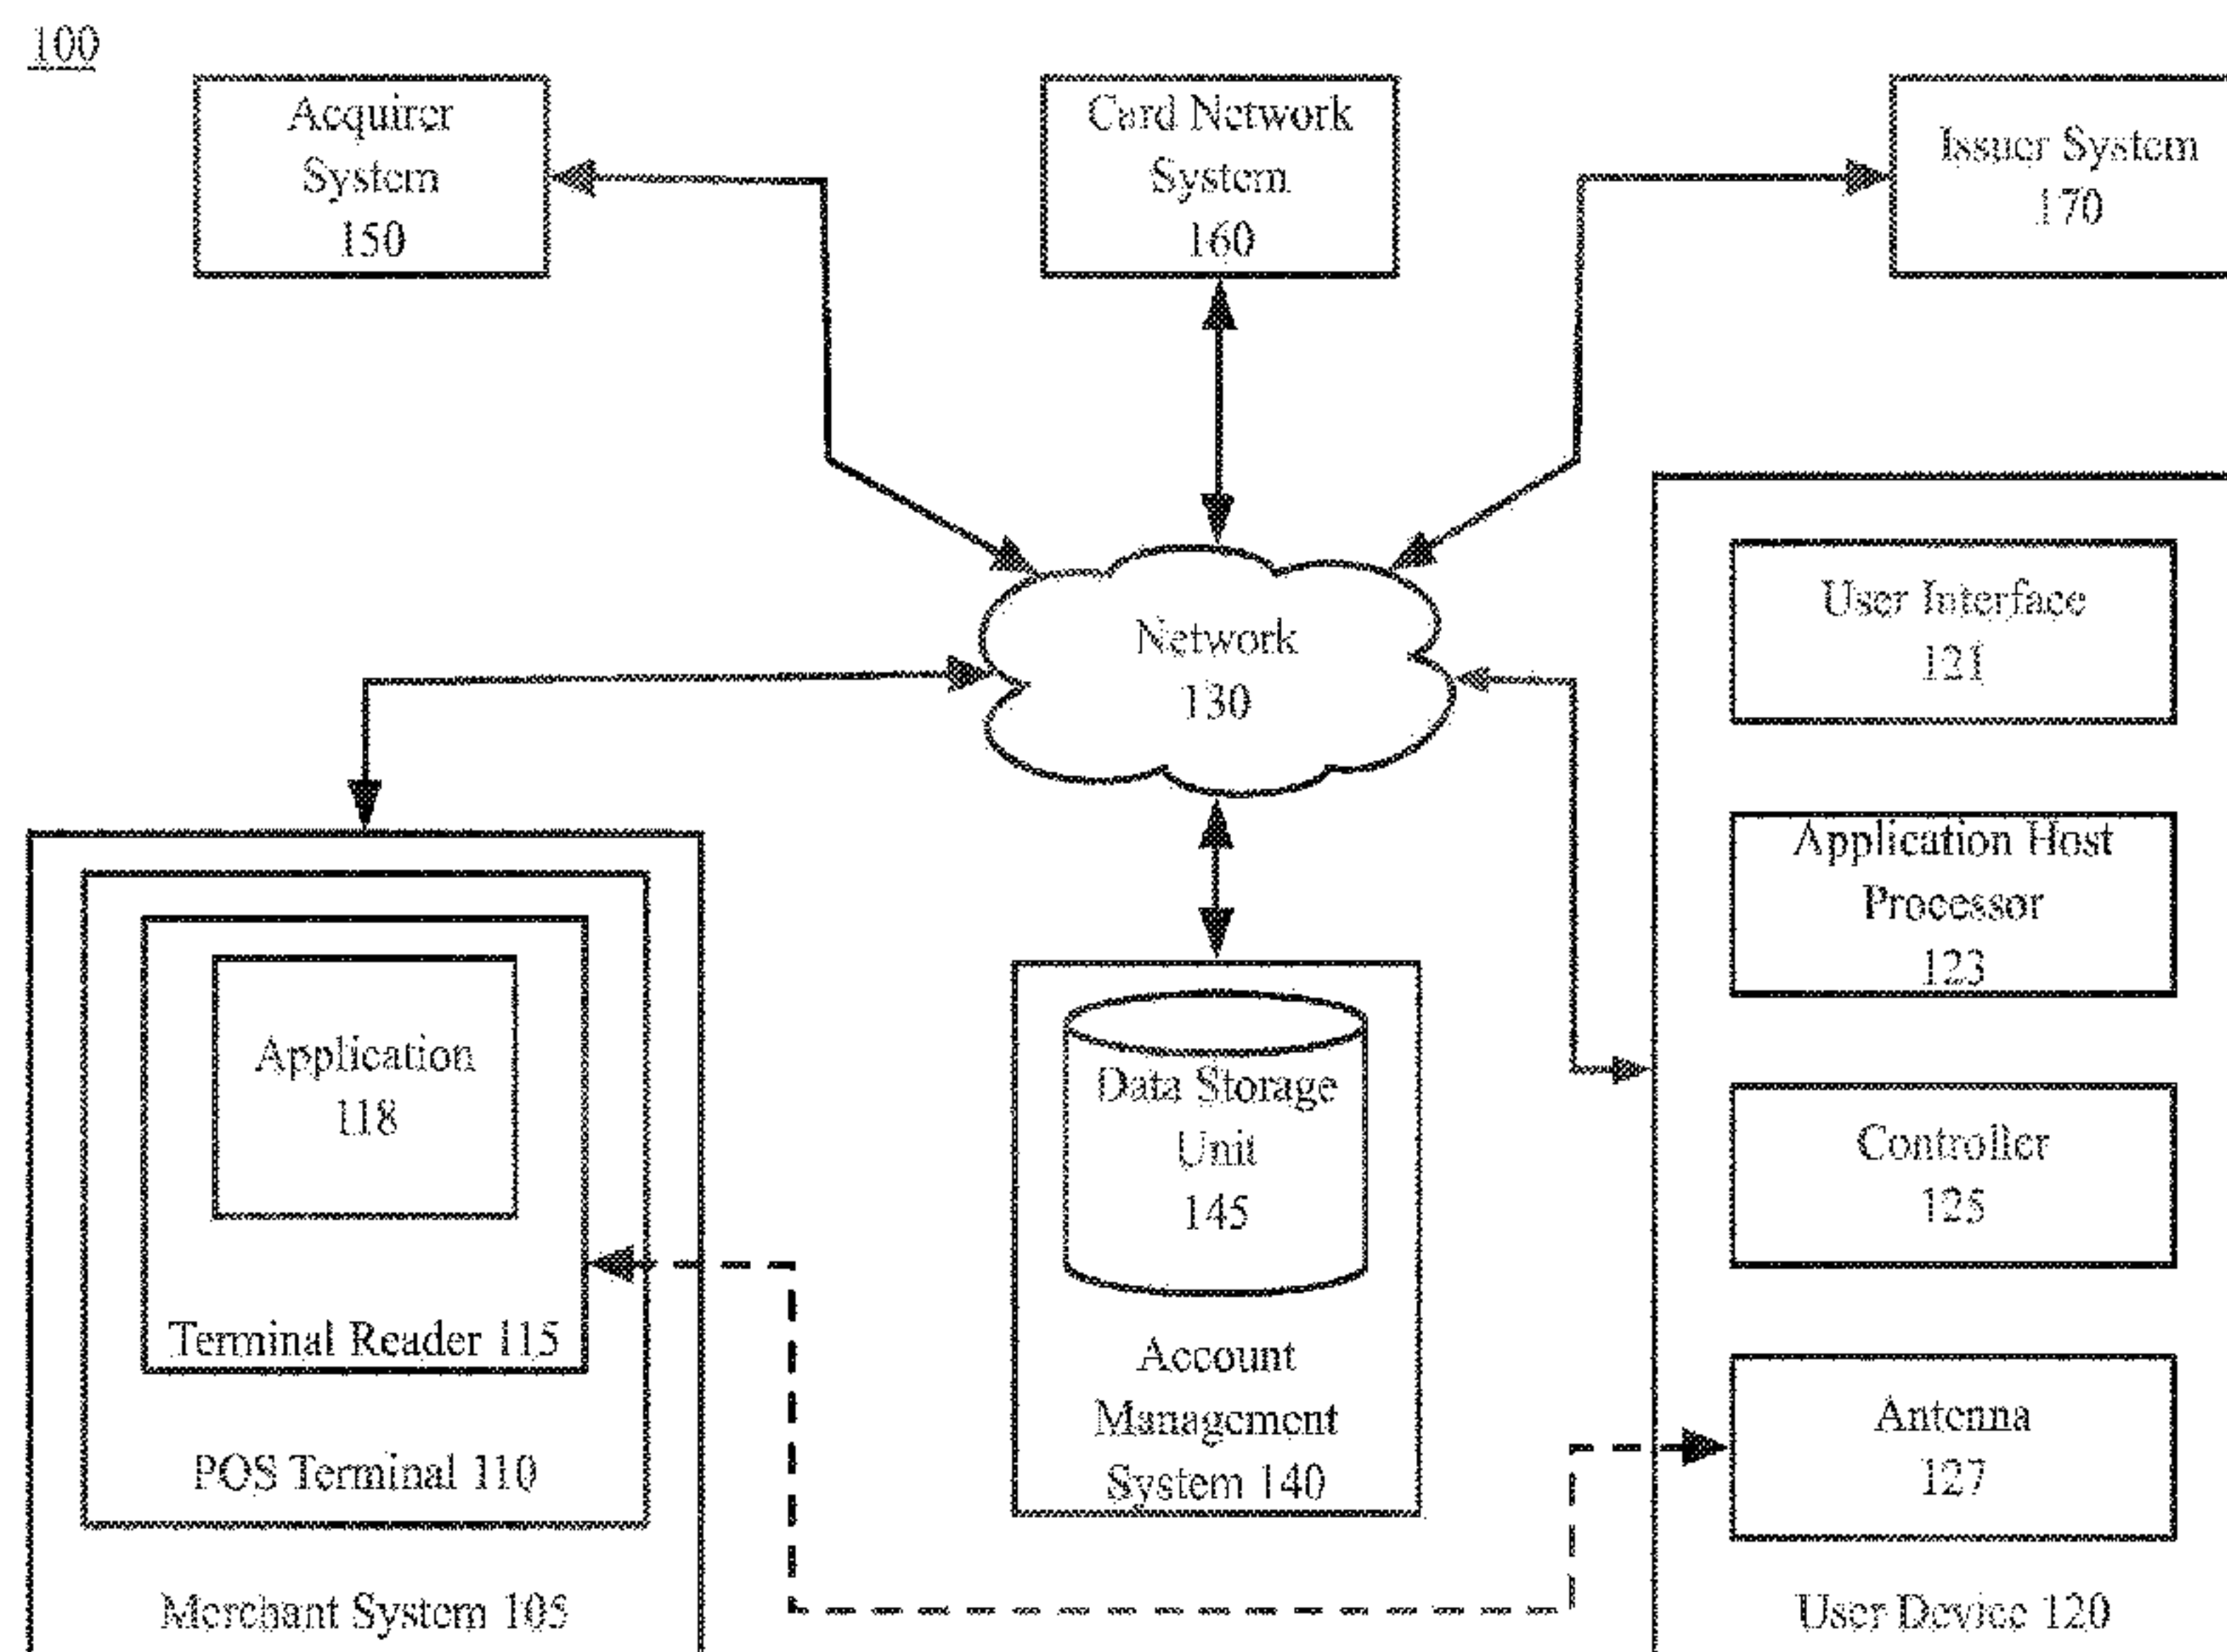 100
Acquirer
System
150
Card Network
System
160
Issuer System
170
Network
130
User Interface
121
Application Host
Processor
123
Controller
125
Antenna
127
User Device 120
Application
118
Terminal Reader 115
POS Terminal 110
Merchant System 105
Data Storage
Unit
145
Account
Management
System 140